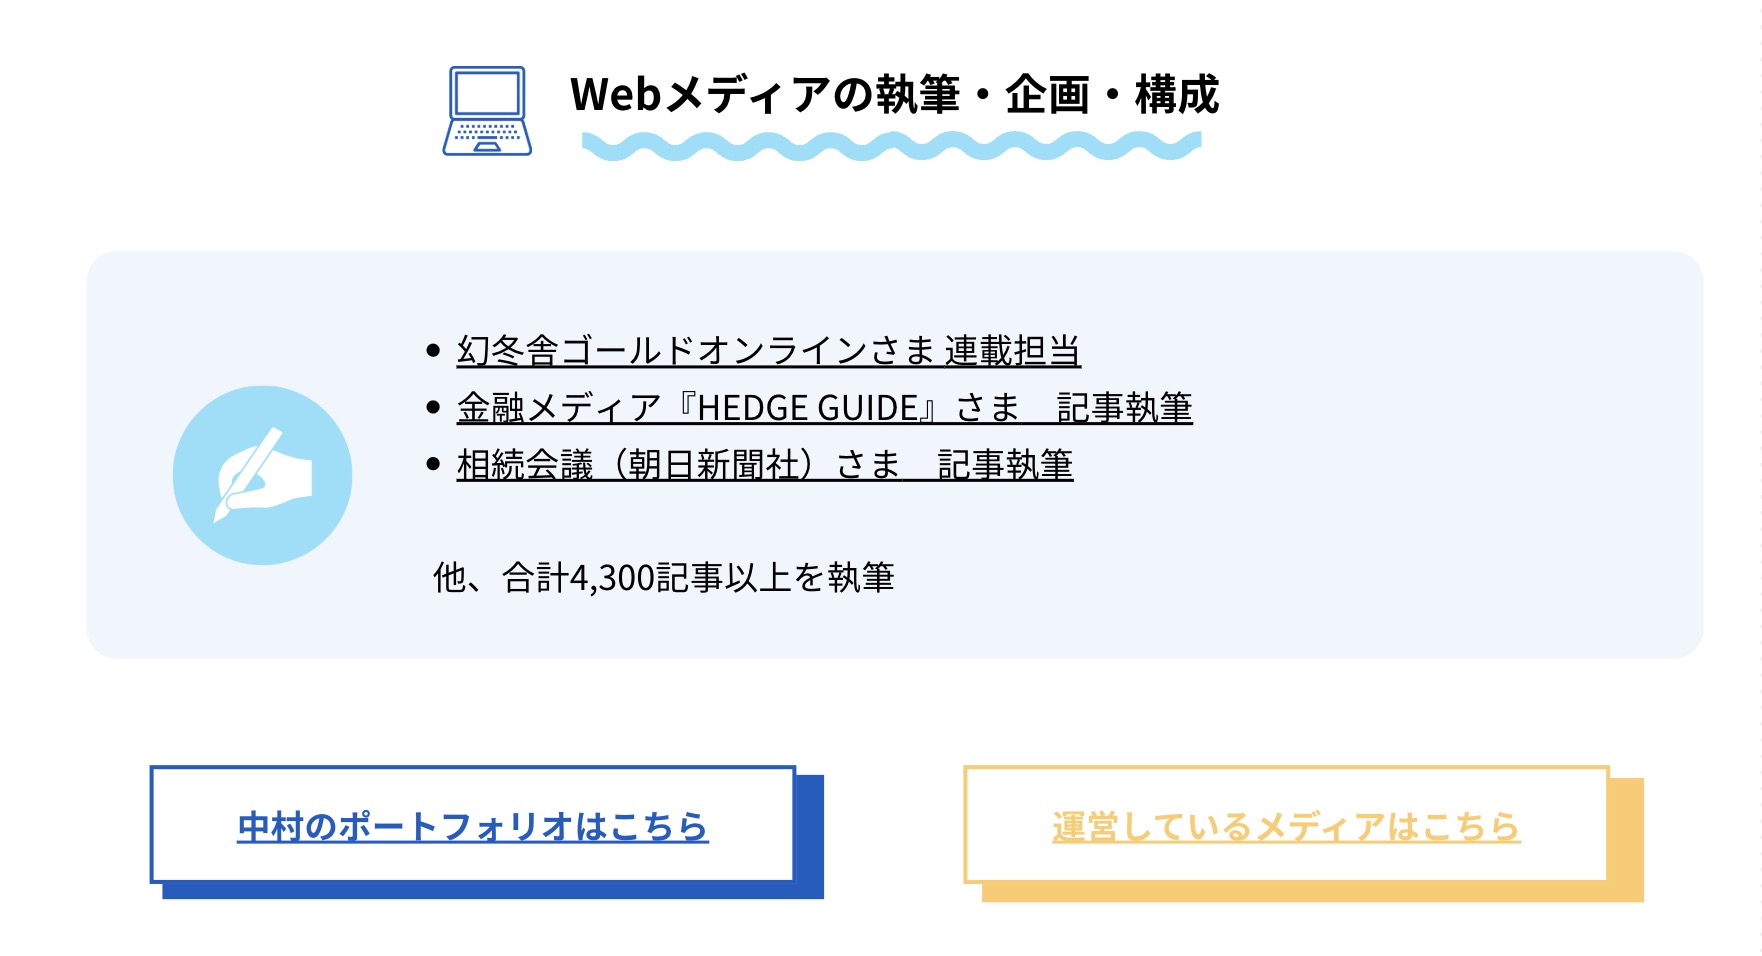 Webメディアの執筆・企画・構成
幻冬舎ゴールドオンラインさま 連載担当
金融メディア『HEDGE GUIDE』さま　記事執筆
相続会議（朝日新聞社）さま　記事執筆
他、合計4,300記事以上を執筆
中村のポートフォリオはこちら
運営しているメディアはこちら